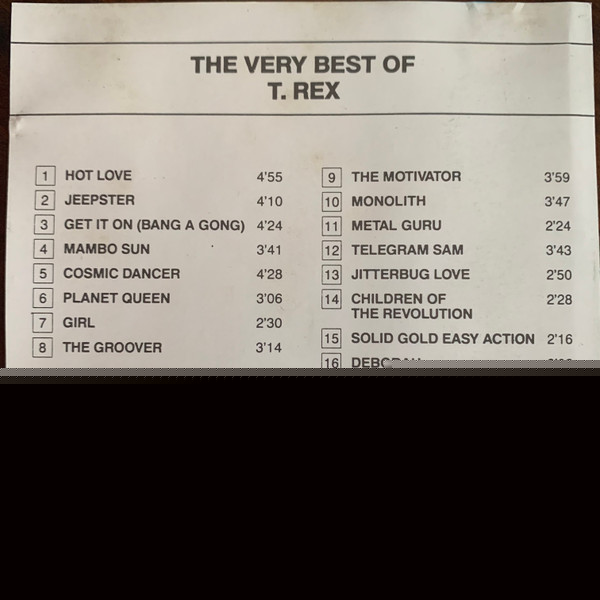 THE VERY BEST OF
T. REX
1 HOT LOVE 4'55
2 JEEPSTER 4'10
3 GET IT ON (BANG A GONG) 4'24
4 MAMBO SUN 3'41
5 COSMIC DANCER 4'28
6 PLANET QUEEN 3'06
7 GIRL 2'30
8 THE GROOVER 3'14
9 THE MOTIVATOR 3'59
10 MONOLITH 3'47
11 METAL GURU 2'24
12 TELEGRAM SAM 3'43
13 JITTERBUG LOVE 2'50
14 CHILDREN OF 2'28
THE REVOLUTION
15 SOLID GOLD EASY ACTION 2'16
16